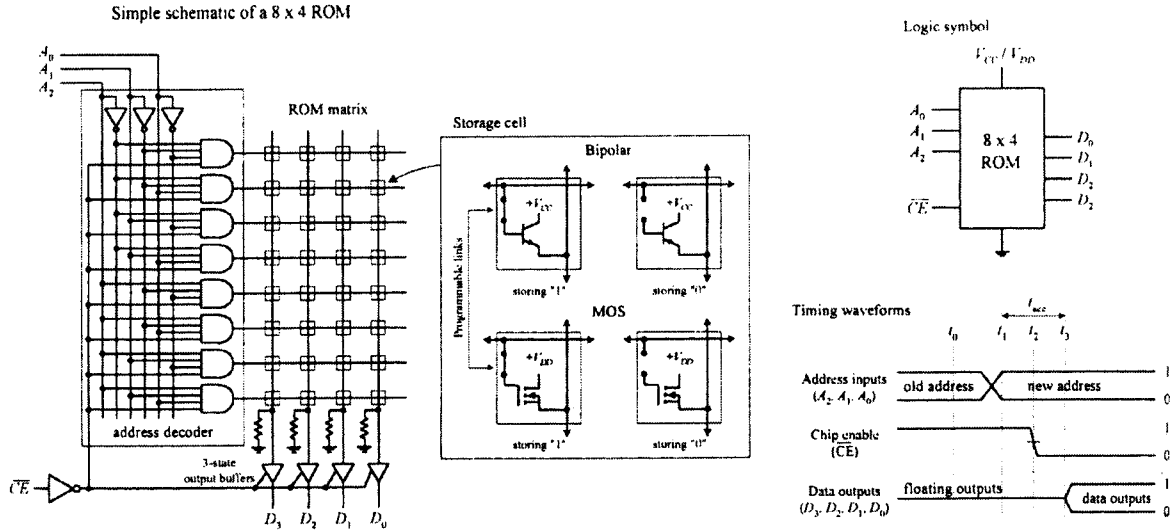 Simple schematic of a 8 x 4 ROM
A0
A1
A2
ROM matrix
address decoder
3-state
output buffers
CE
D3 D2 D1 D0
Storage cell
Bipolar
+VCC
+VCC
storing "1"
storing "0"
Programmable links
MOS
+VDD
+VDD
storing "1"
storing "0"
Logic symbol
VCC / VDD
A0
A1
A2
CE
8 x 4
ROM
D0
D1
D2
D2
Timing waveforms
tacc
t0 t1 t2 t3
Address inputs
(A2, A1, A0)
old address
new address
1
0
Chip enable
(CE)
1
0
Data outputs
(D3, D2, D1, D0)
floating outputs
data outputs
1
0